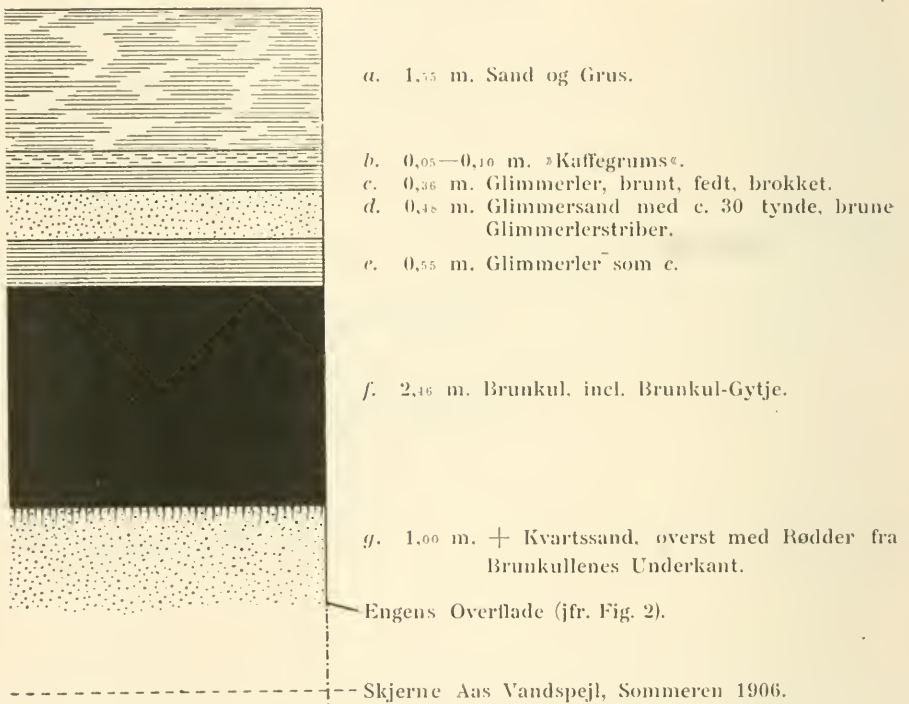 a. 1,55 m. Sand og Grus.
b. 0,05—0,10 m. »Kaffegrums«.
c. 0,36 m. Glimmerler, brunt, fedt, brokket.
d. 0,48 m. Glimmersand med c. 30 tynde, brune
Glimmerlerstriber.
e. 0,55 m. Glimmerler som c.
f. 2,46 m. Brunkul, incl. Brunkul-Gytje.
g. 1,00 m. + Kvartssand, øverst med Rødder fra
Brunkullenes Underkant.
Engens Overflade (jfr. Fig. 2).
Skjerne Aas Vandspejl, Sommeren 1906.